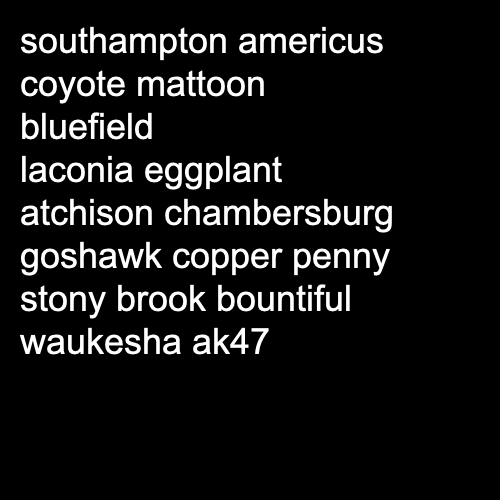 southampton americus
coyote mattoon
bluefield
laconia eggplant
atchison chambersburg
goshawk copper penny
stony brook bountiful
waukesha ak47